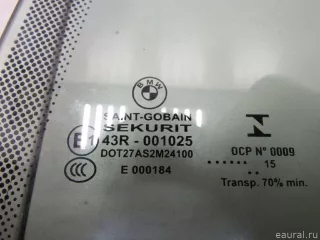 BMW
SAINT-GOBAIN
SEKURIT
E1 43R - 001025
DOT27AS2M24100
CCC E 000184
N
OCP N° 0009
...... 15 ......
Transp. 70% min.
© eaural.ru